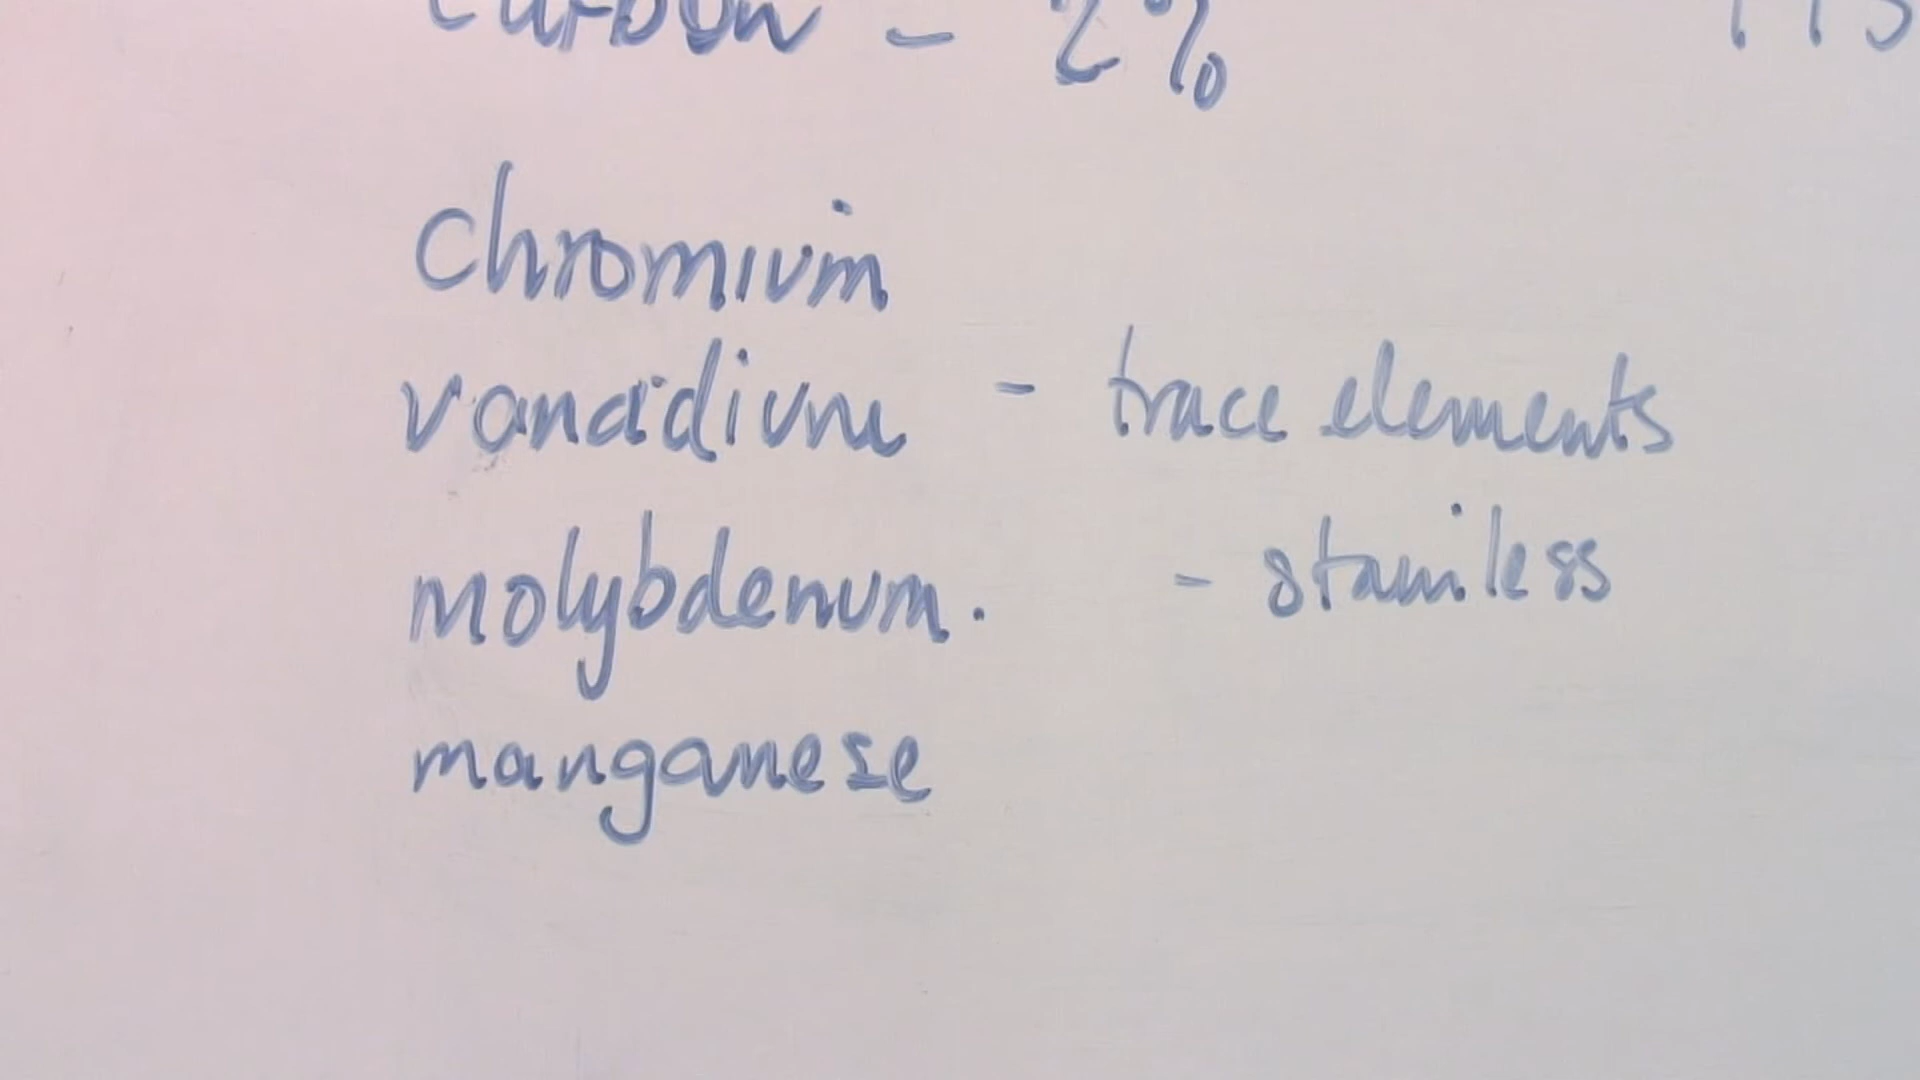 Carbon - 2%
Chromium
vanadium - trace elements
molybdenum. - stainless
manganese